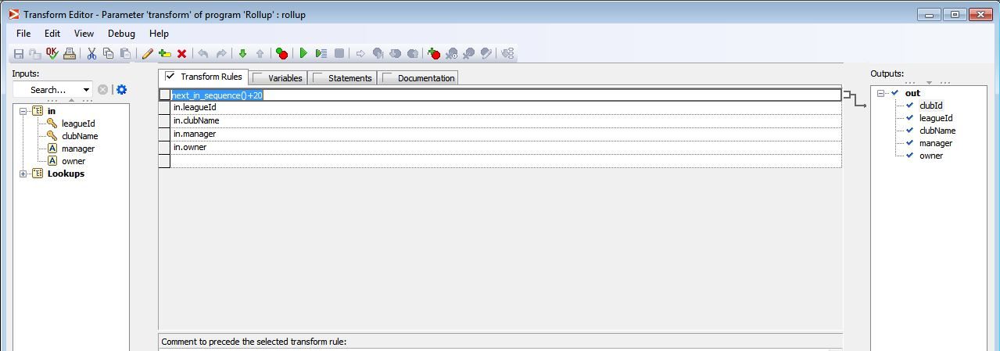 Transform Editor - Parameter 'transform' of program 'Rollup' : rollup
File Edit View Debug Help
OK
Inputs:
Search...
in
leagueId
clubName
A manager
A owner
Lookups
Transform Rules Variables Statements Documentation
next_in_sequence()+20
in.leagueId
in.clubName
in.manager
in.owner
Comment to precede the selected transform rule:
Outputs:
out
clubId
leagueId
clubName
manager
owner